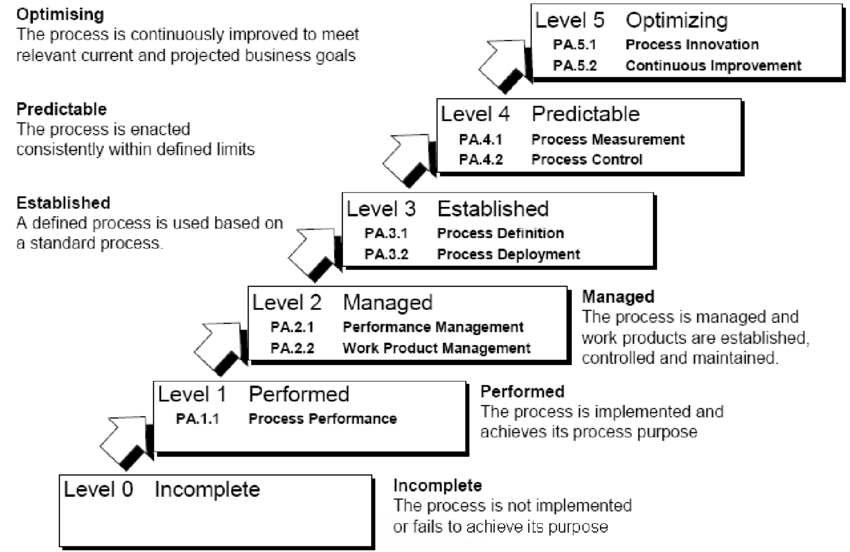 Optimising
The process is continuously improved to meet
relevant current and projected business goals
Level 5 Optimizing
PA.5.1 Process Innovation
PA.5.2 Continuous Improvement
Predictable
The process is enacted
consistently within defined limits
Level 4 Predictable
PA.4.1 Process Measurement
PA.4.2 Process Control
Established
A defined process is used based on
a standard process.
Level 3 Established
PA.3.1 Process Definition
PA.3.2 Process Deployment
Level 2 Managed
PA.2.1 Performance Management
PA.2.2 Work Product Management
Managed
The process is managed and
work products are established,
controlled and maintained.
Level 1 Performed
PA.1.1 Process Performance
Performed
The process is implemented and
achieves its process purpose
Level 0 Incomplete
Incomplete
The process is not implemented
or fails to achieve its purpose